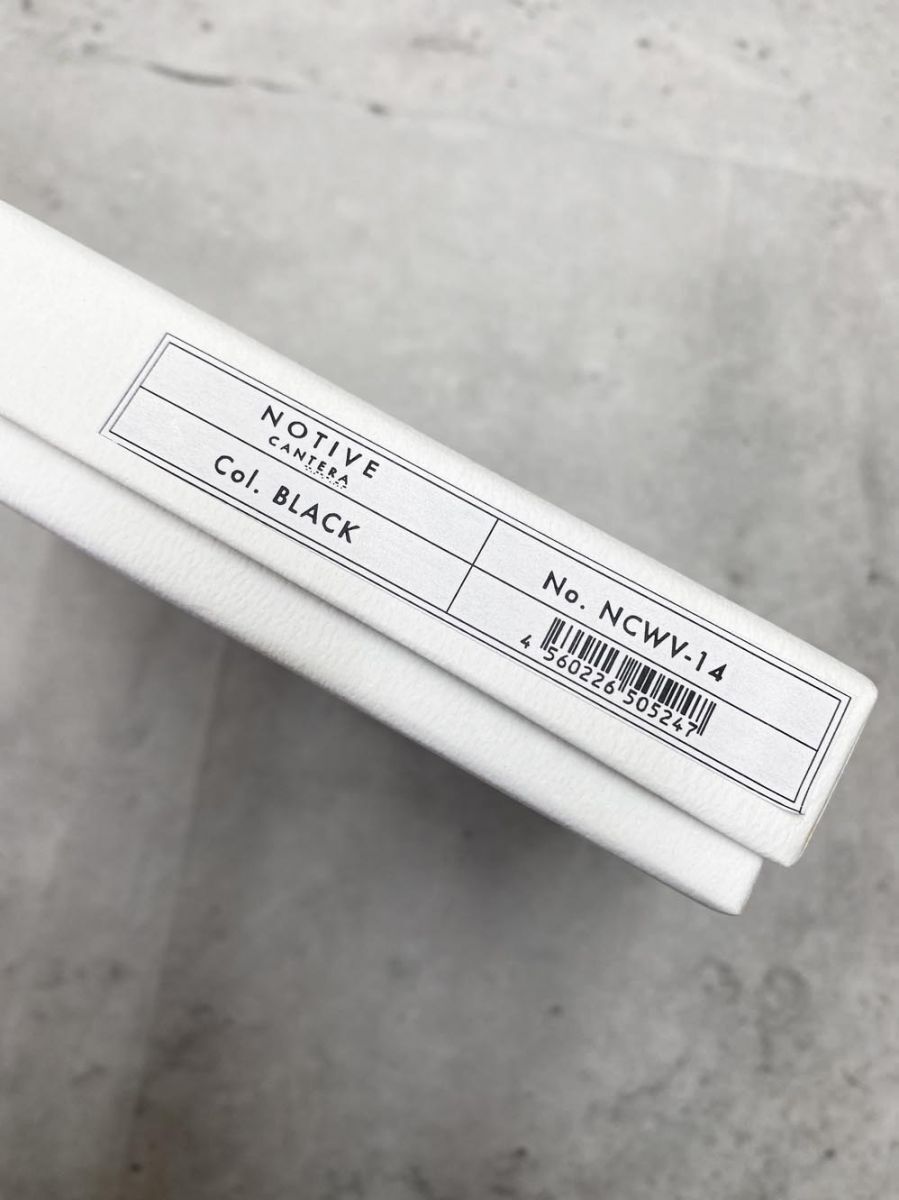 NOTIVE
CANTERA
Col. BLACK
No. NCWV-14
4 560226 505247